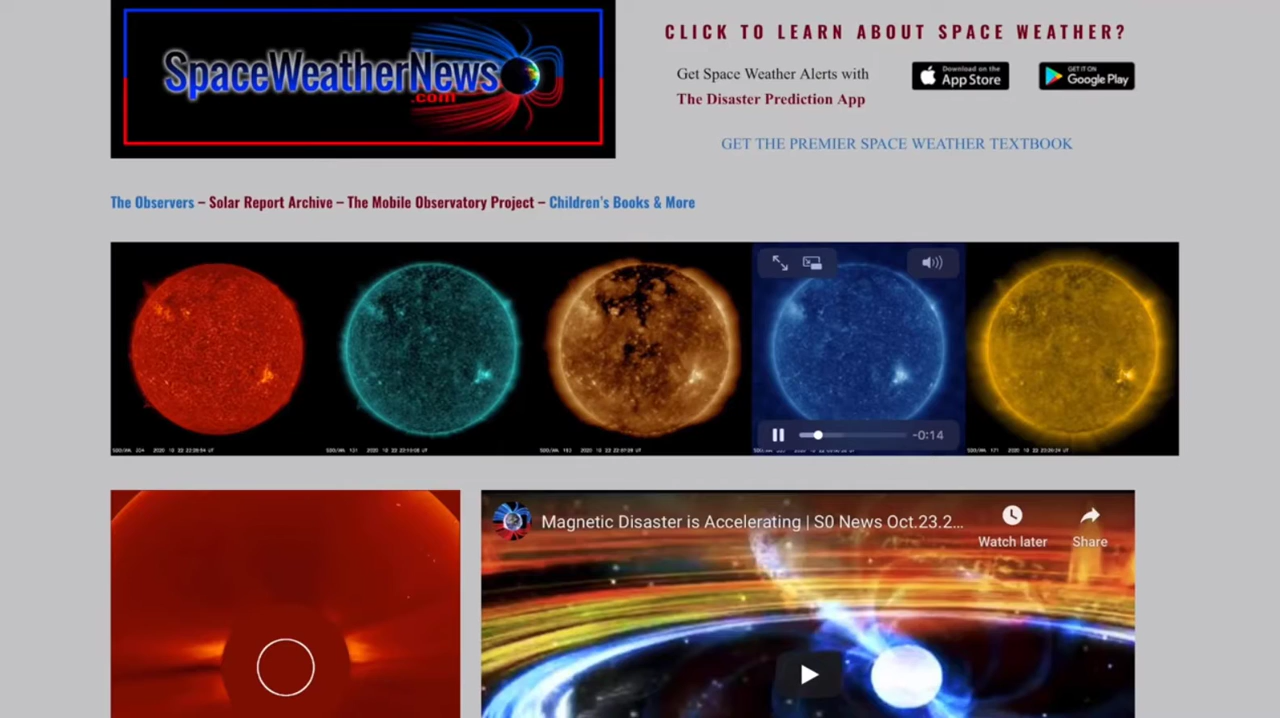 SpaceWeatherNews
.com
CLICK TO LEARN ABOUT SPACE WEATHER?
Get Space Weather Alerts with
The Disaster Prediction App
Download on the
App Store
GET IT ON
Google Play
GET THE PREMIER SPACE WEATHER TEXTBOOK
The Observers – Solar Report Archive – The Mobile Observatory Project – Children's Books & More
-0:14
Magnetic Disaster is Accelerating | S0 News Oct.23.2...
Watch later
Share